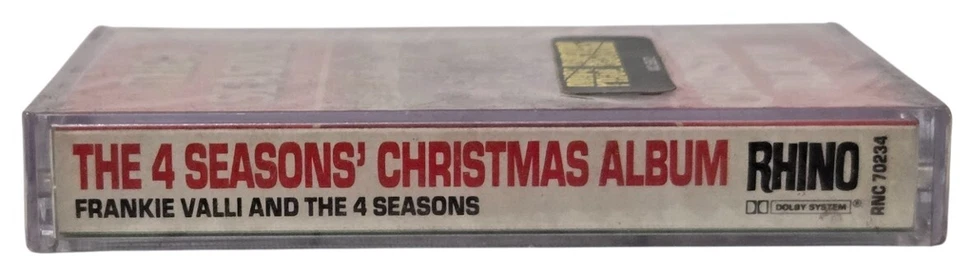 THE 4 SEASONS' CHRISTMAS ALBUM
FRANKIE VALLI AND THE 4 SEASONS
RHINO
DOLBY SYSTEM®
RNC 70234